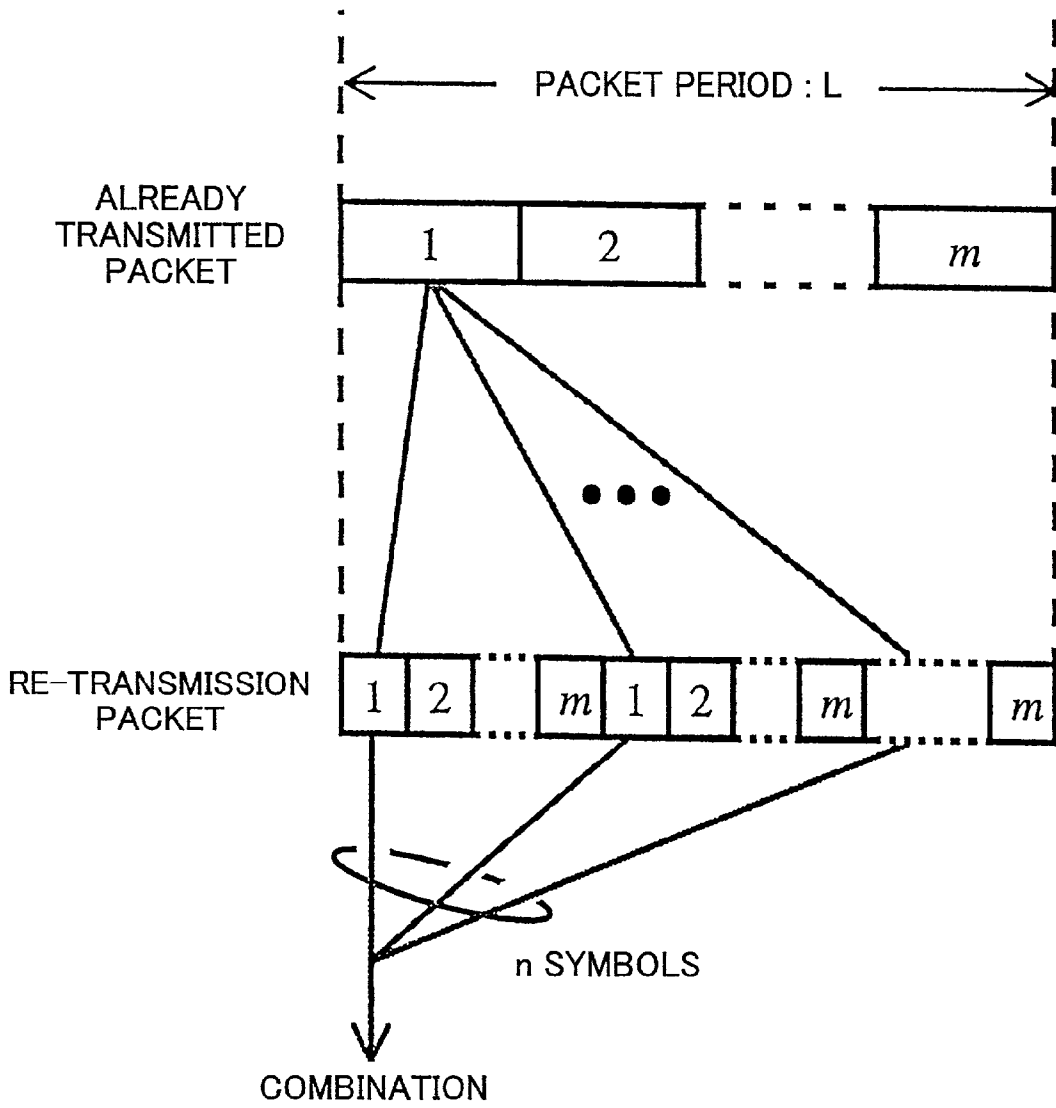 PACKET PERIOD : L
ALREADY
TRANSMITTED
PACKET
1 2 m
RE-TRANSMISSION
PACKET
1 2 m 1 2 m m
n SYMBOLS
COMBINATION